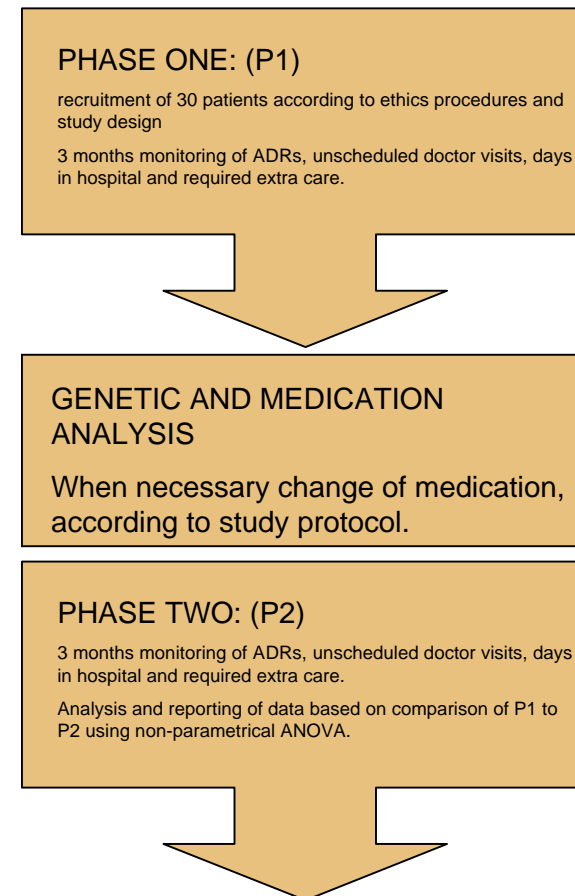 PHASE ONE: (P1)
recruitment of 30 patients according to ethics procedures and
study design
3 months monitoring of ADRs, unscheduled doctor visits, days
in hospital and required extra care.
GENETIC AND MEDICATION
ANALYSIS
When necessary change of medication,
according to study protocol.
PHASE TWO: (P2)
3 months monitoring of ADRs, unscheduled doctor visits, days
in hospital and required extra care.
Analysis and reporting of data based on comparison of P1 to
P2 using non-parametrical ANOVA.